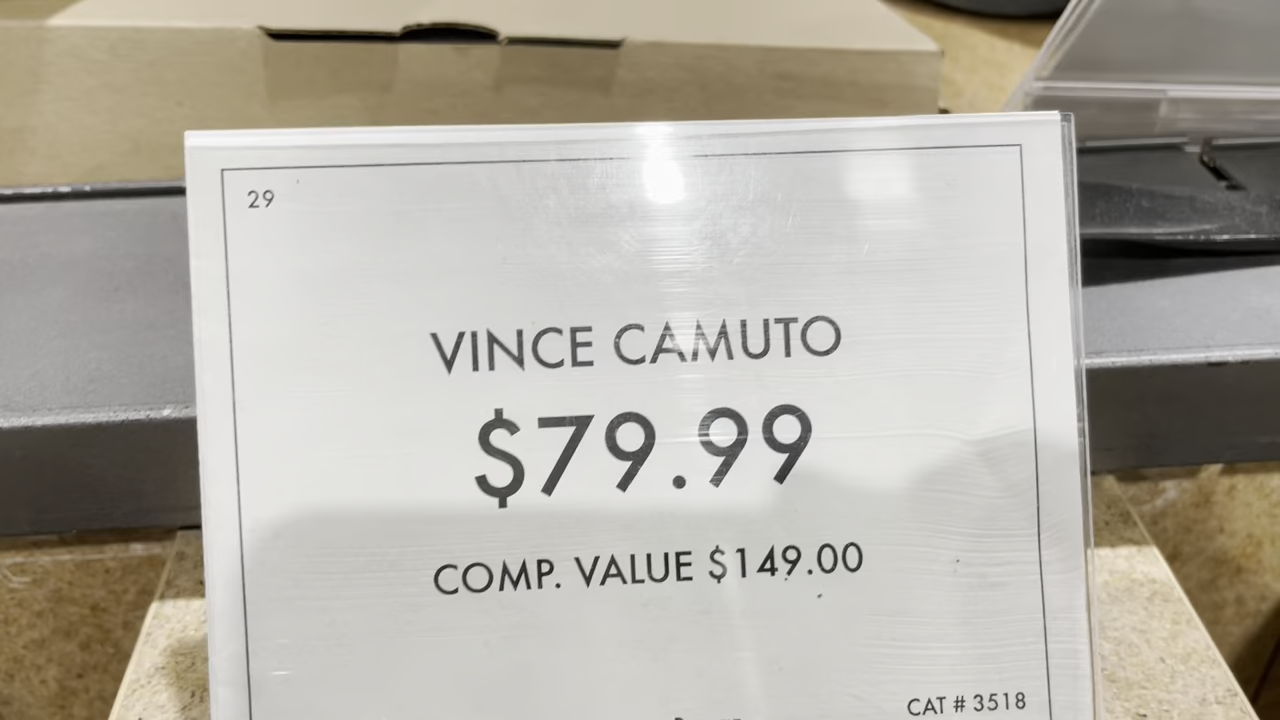 29
VINCE CAMUTO
$79.99
COMP. VALUE $149.00
CAT # 3518